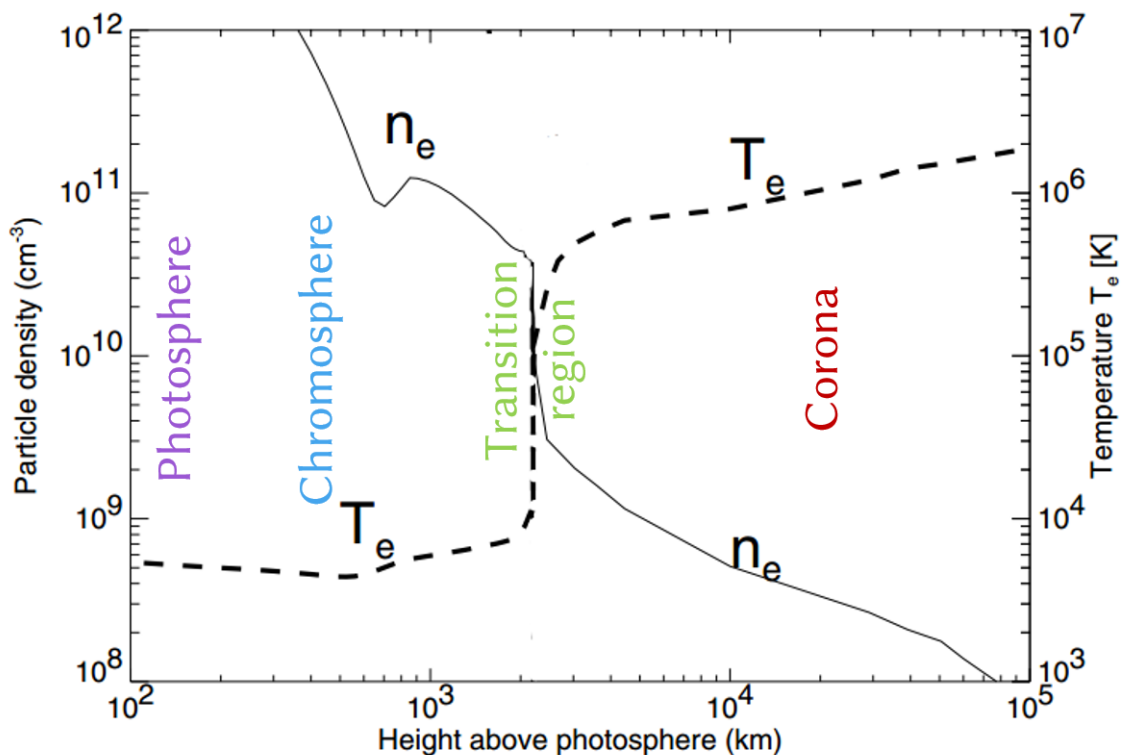 10¹²
10¹¹
10¹⁰
10⁹
10⁸
Particle density (cm⁻³)
nₑ
Tₑ
Photosphere
Chromosphere
Transition
region
Corona
Tₑ
nₑ
10⁷
10⁶
10⁵
10⁴
10³
Temperature Tₑ [K]
10² 10³ 10⁴ 10⁵
Height above photosphere (km)